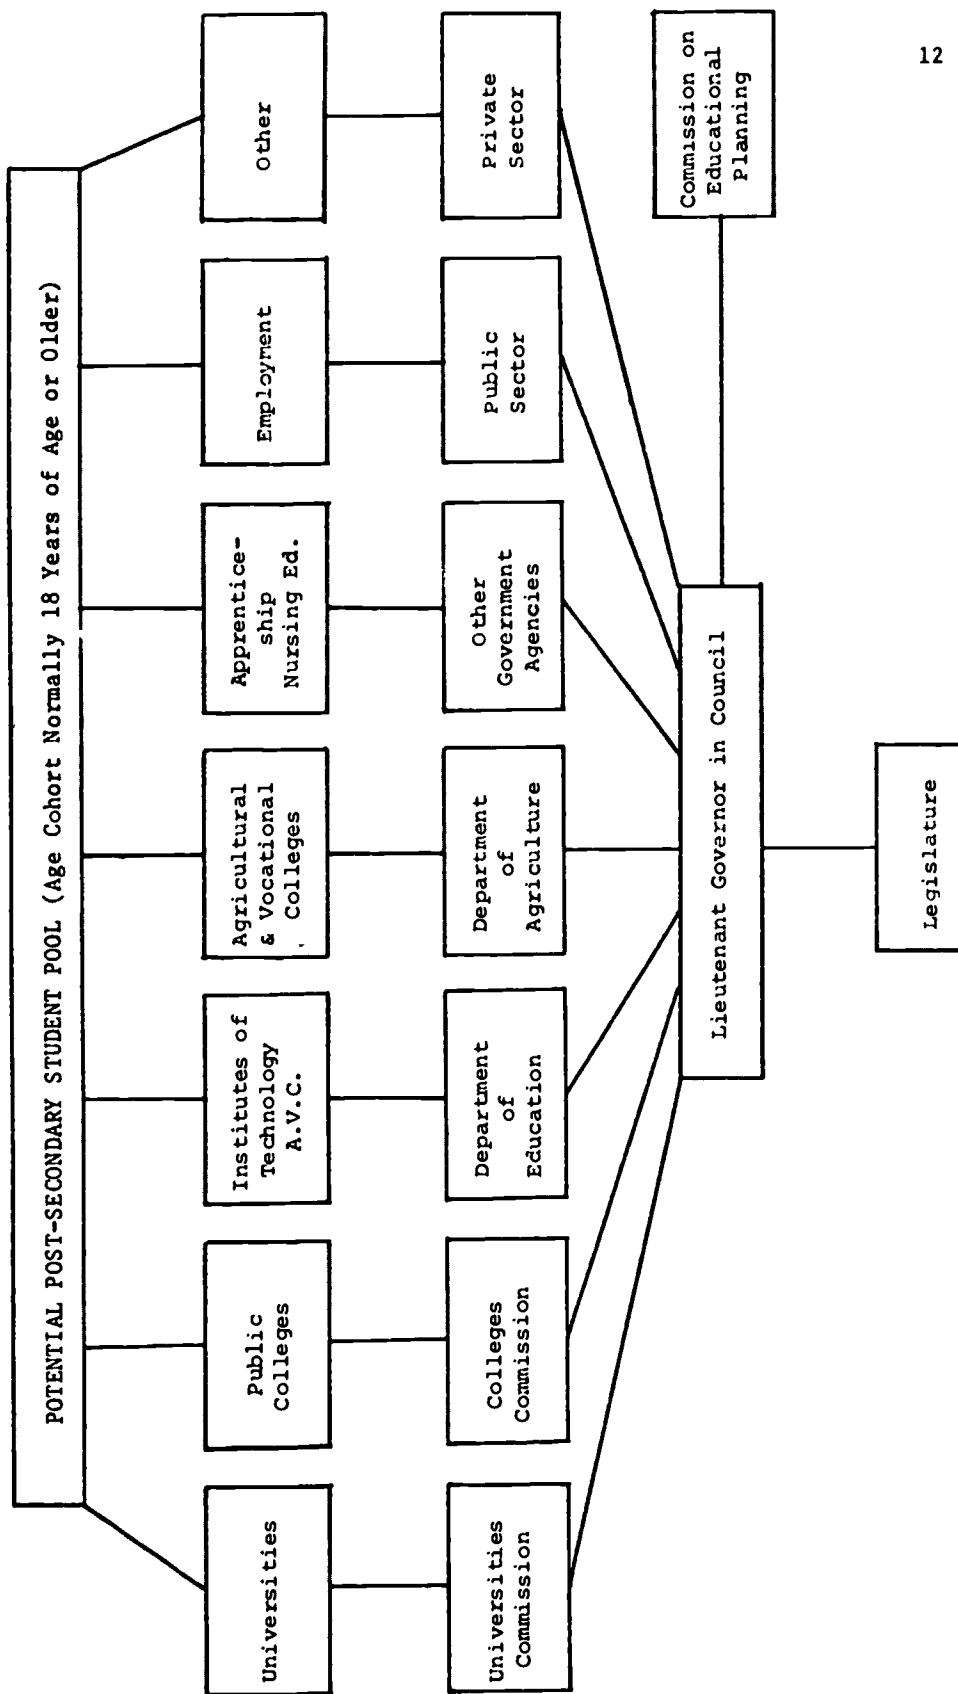 12
POTENTIAL POST-SECONDARY STUDENT POOL (Age Cohort Normally 18 Years of Age or Older)
Universities
Public
Colleges
Institutes of
Technology
A.V.C.
Agricultural
& Vocational
Colleges
Apprentice-
ship
Nursing Ed.
Employment
Other
Universities
Commission
Colleges
Commission
Department
of
Education
Department
of
Agriculture
Other
Government
Agencies
Public
Sector
Private
Sector
Lieutenant Governor in Council
Commission on
Educational
Planning
Legislature